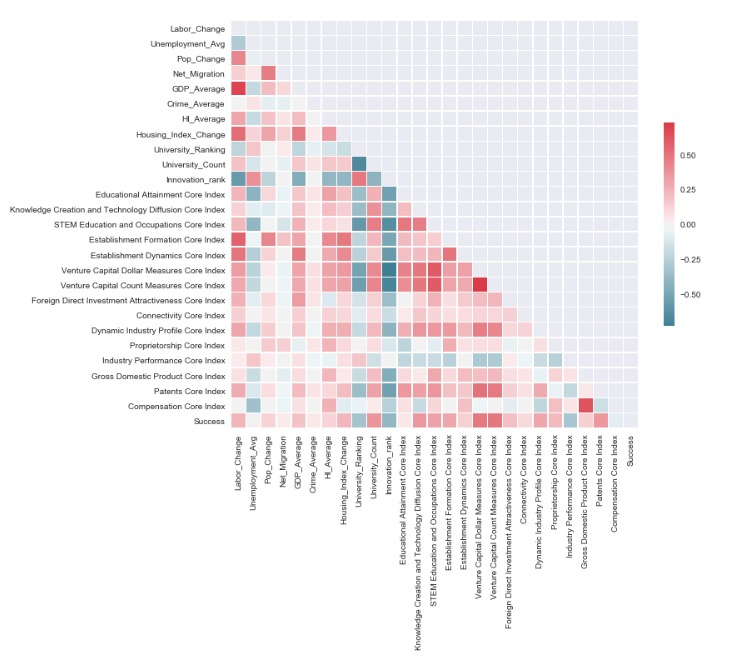 Labor_Change
Unemployment_Avg
Pop_Change
Net_Migration
GDP_Average
Crime_Average
HI_Average
Housing_Index_Change
University_Ranking
University_Count
Innovation_rank
Educational Attainment Core Index
Knowledge Creation and Technology Diffusion Core Index
STEM Education and Occupations Core Index
Establishment Formation Core Index
Establishment Dynamics Core Index
Venture Capital Dollar Measures Core Index
Venture Capital Count Measures Core Index
Foreign Direct Investment Attractiveness Core Index
Connectivity Core Index
Dynamic Industry Profile Core Index
Proprietorship Core Index
Industry Performance Core Index
Gross Domestic Product Core Index
Patents Core Index
Compensation Core Index
Success
Labor_Change
Unemployment_Avg
Pop_Change
Net_Migration
GDP_Average
Crime_Average
HI_Average
Housing_Index_Change
University_Ranking
University_Count
Innovation_rank
Educational Attainment Core Index
Knowledge Creation and Technology Diffusion Core Index
STEM Education and Occupations Core Index
Establishment Formation Core Index
Establishment Dynamics Core Index
Venture Capital Dollar Measures Core Index
Venture Capital Count Measures Core Index
Foreign Direct Investment Attractiveness Core Index
Connectivity Core Index
Dynamic Industry Profile Core Index
Proprietorship Core Index
Industry Performance Core Index
Gross Domestic Product Core Index
Patents Core Index
Compensation Core Index
Success
0.50
0.25
0.00
−0.25
−0.50